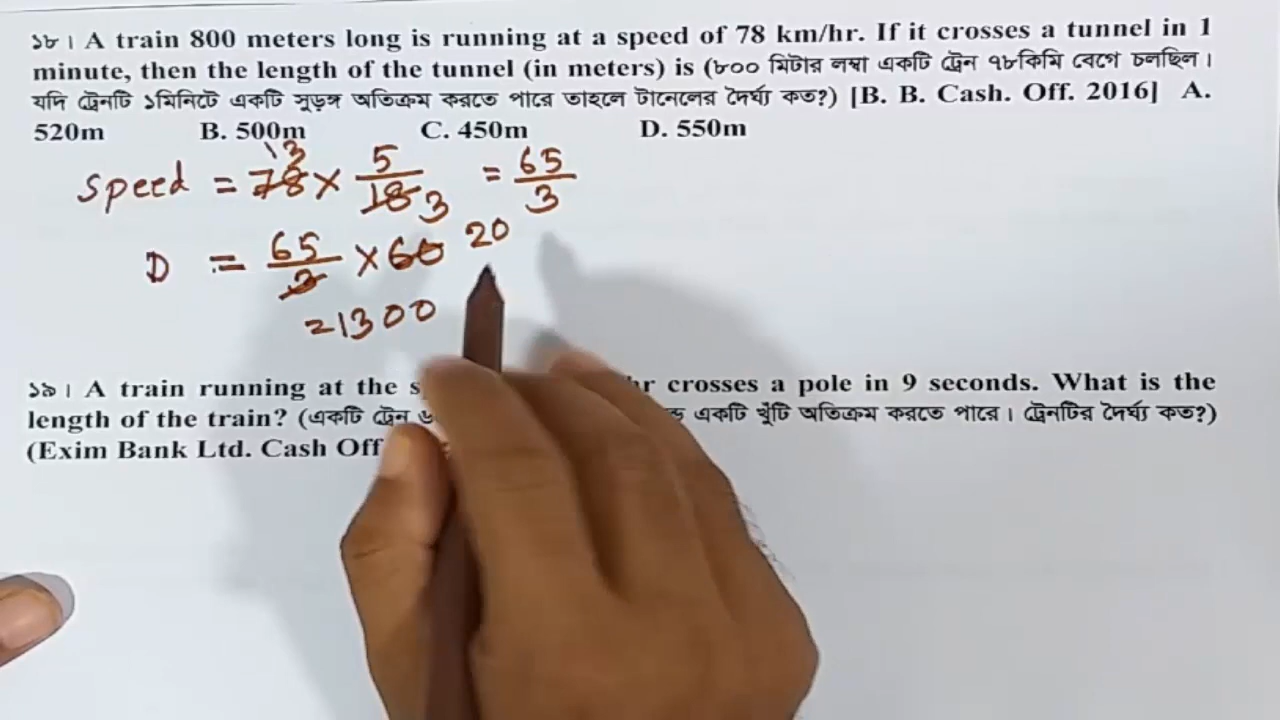 ১৮। A train 800 meters long is running at a speed of 78 km/hr. If it crosses a tunnel in 1
minute, then the length of the tunnel (in meters) is (৮০০ মিটার লম্বা একটি ট্রেন ৭৮কিমি বেগে চলছিল।
যদি ট্রেনটি ১মিনিটে একটি সুড়ঙ্গ অতিক্রম করতে পারে তাহলে টানেলের দৈর্ঘ্য কত?) [B. B. Cash. Off. 2016] A.
520m B. 500m C. 450m D. 550m
13
Speed = 78 × 5/18 3 = 65/3
D = 65/3 × 60 20
=1300
১৯। A train running at the hr crosses a pole in 9 seconds. What is the
length of the train? (একটি ট্রেন একটি খুঁটি অতিক্রম করতে পারে। ট্রেনটির দৈর্ঘ্য কত?)
(Exim Bank Ltd. Cash Off